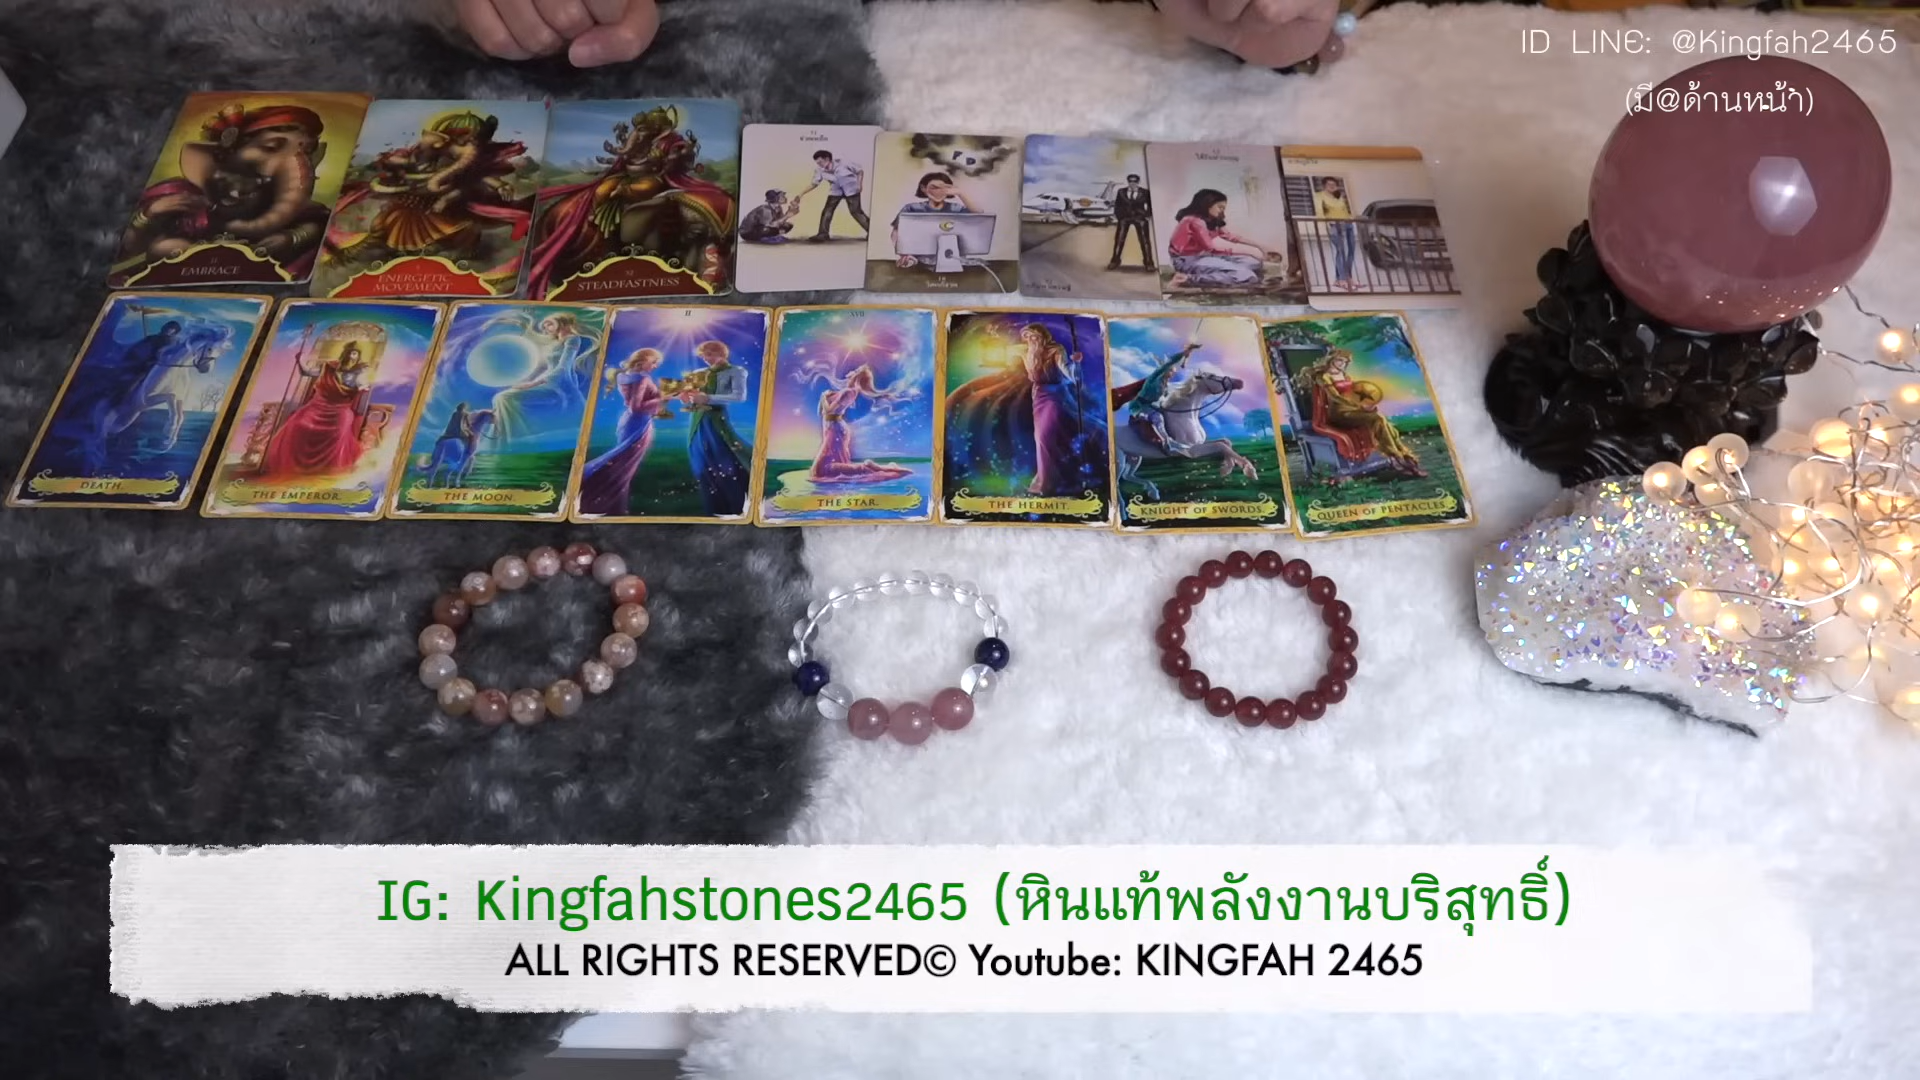 ID LINE: @Kingfah2465
(มี@ด้านหน้า)
EMBRACE
ENERGETIC
MOVEMENT
STEADFASTNESS
DEATH.
THE EMPEROR.
THE MOON.
II
THE STAR.
XVII
THE HERMIT.
KNIGHT OF SWORDS.
QUEEN OF PENTACLES
IG: Kingfahstones2465 (หินแท้พลังงานบริสุทธิ์)
ALL RIGHTS RESERVED© Youtube: KINGFAH 2465